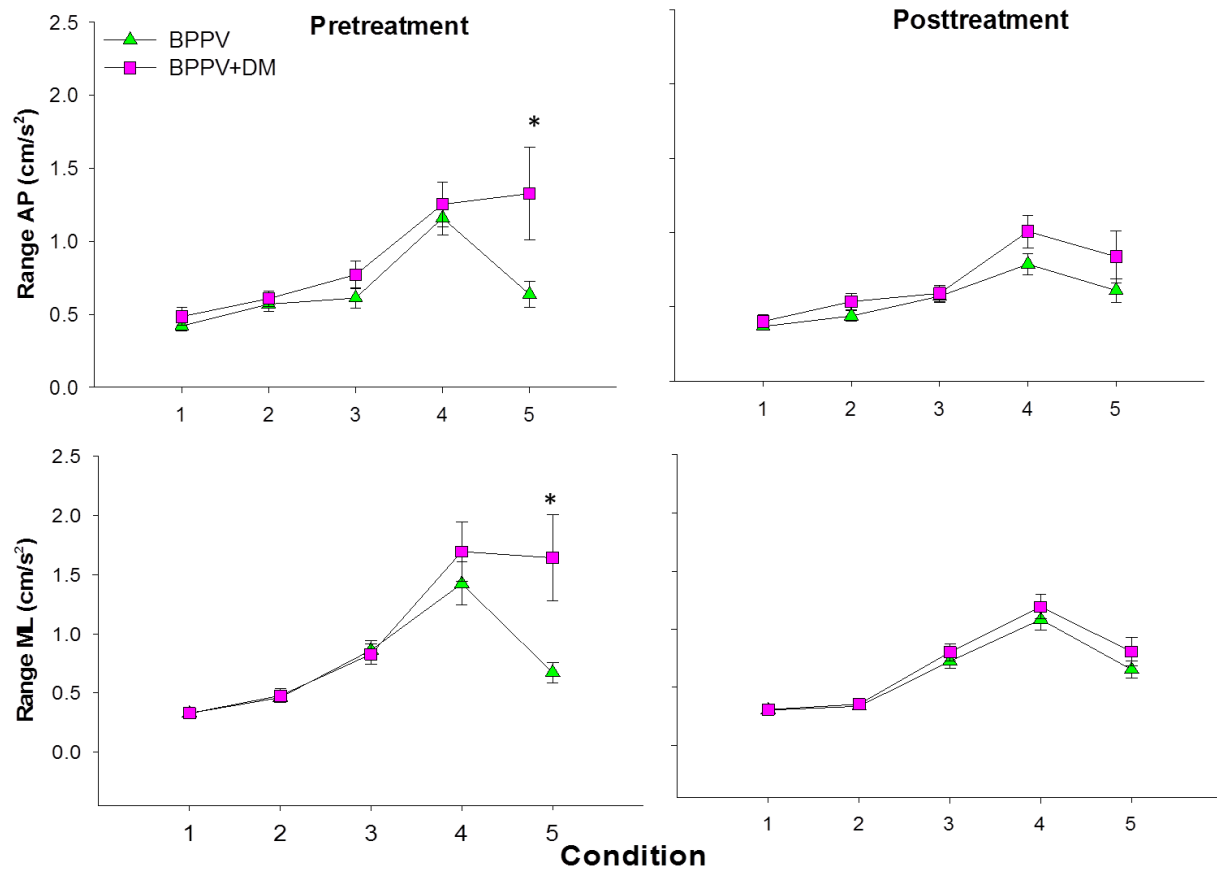 Pretreatment
Posttreatment
BPPV
BPPV+DM
Range AP (cm/s²)
2.5
2.0
1.5
1.0
0.5
0.0
*
1 2 3 4 5
1 2 3 4 5
Range ML (cm/s²)
2.5
2.0
1.5
1.0
0.5
0.0
*
1 2 3 4 5
1 2 3 4 5
Condition